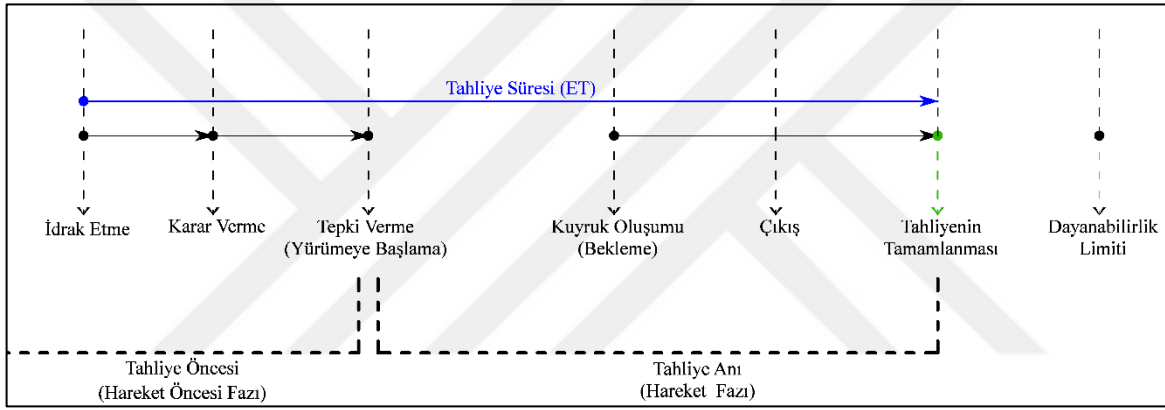 Tahliye Süresi (ET)
İdrak Etme
Karar Verme
Tepki Verme
(Yürümeye Başlama)
Kuyruk Oluşumu
(Bekleme)
Çıkış
Tahliyenin
Tamamlanması
Dayanabilirlik
Limiti
Tahliye Öncesi
(Hareket Öncesi Fazı)
Tahliye Anı
(Hareket Fazı)